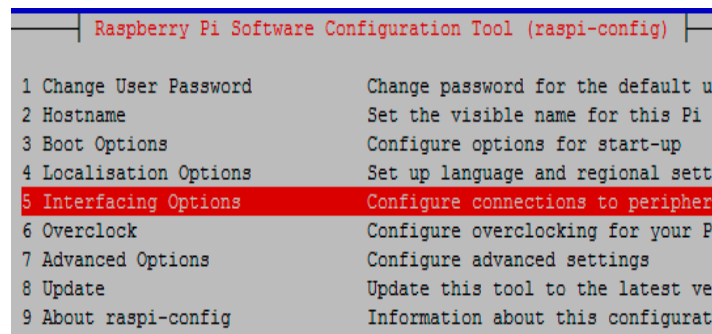 Raspberry Pi Software Configuration Tool (raspi-config)
1 Change User Password Change password for the default u
2 Hostname Set the visible name for this Pi
3 Boot Options Configure options for start-up
4 Localisation Options Set up language and regional sett
5 Interfacing Options Configure connections to peripher
6 Overclock Configure overclocking for your P
7 Advanced Options Configure advanced settings
8 Update Update this tool to the latest ve
9 About raspi-config Information about this configurat